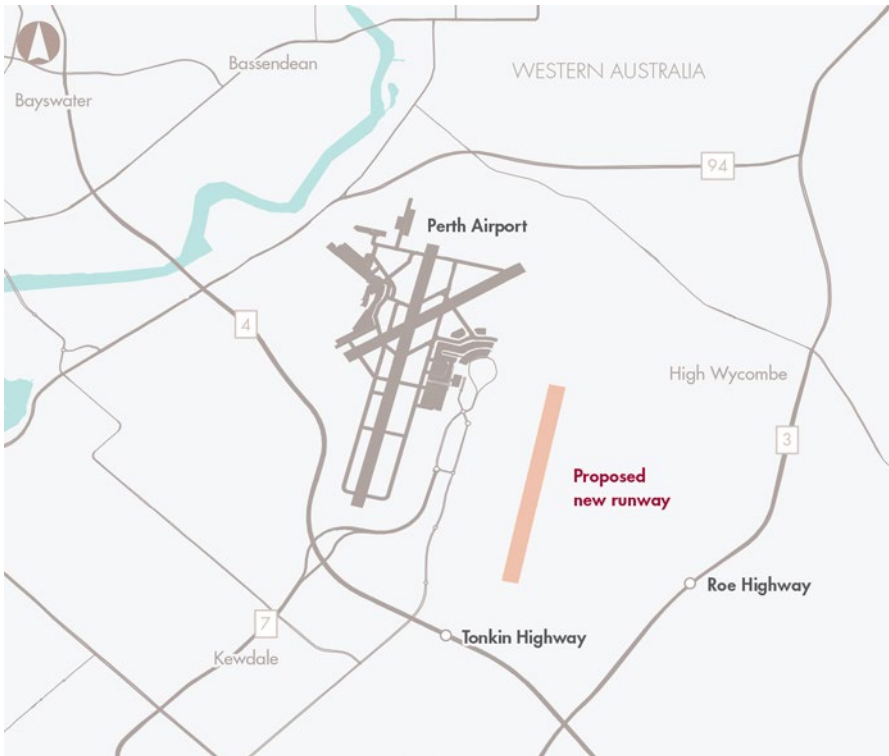 Bassendean
WESTERN AUSTRALIA
Bayswater
94
Perth Airport
4
High Wycombe
3
Proposed
new runway
Roe Highway
7
Tonkin Highway
Kewdale